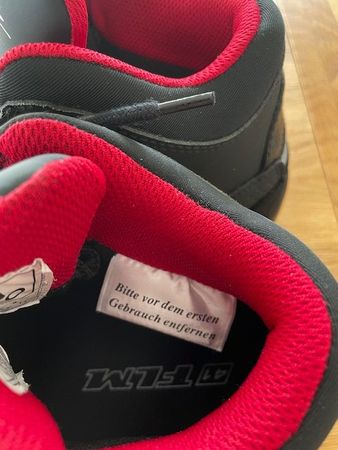 Bitte vor dem ersten
Gebrauch entfernen
FLM